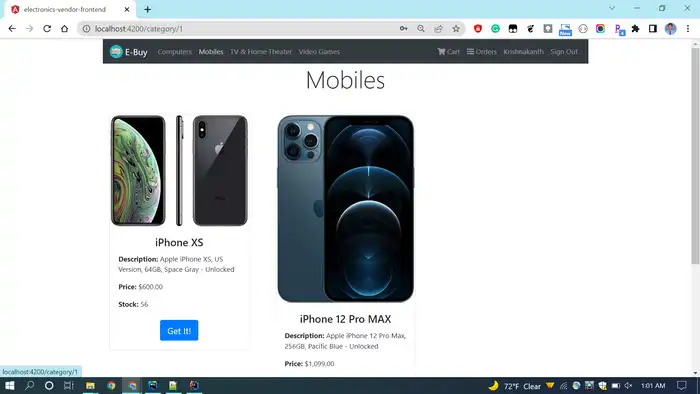 electronics-vendor-frontend
localhost:4200/category/1
New
E-Buy Computers Mobiles TV & Home Theater Video Games Cart Orders Krishnakanth Sign Out
Mobiles
iPhone XS
Description: Apple iPhone XS, US
Version, 64GB, Space Gray - Unlocked
Price: $600.00
Stock: 56
Get It!
iPhone 12 Pro MAX
Description: Apple iPhone 12 Pro Max,
256GB, Pacific Blue - Unlocked
Price: $1,099.00
localhost:4200/category/1
72°F Clear
1:01 AM